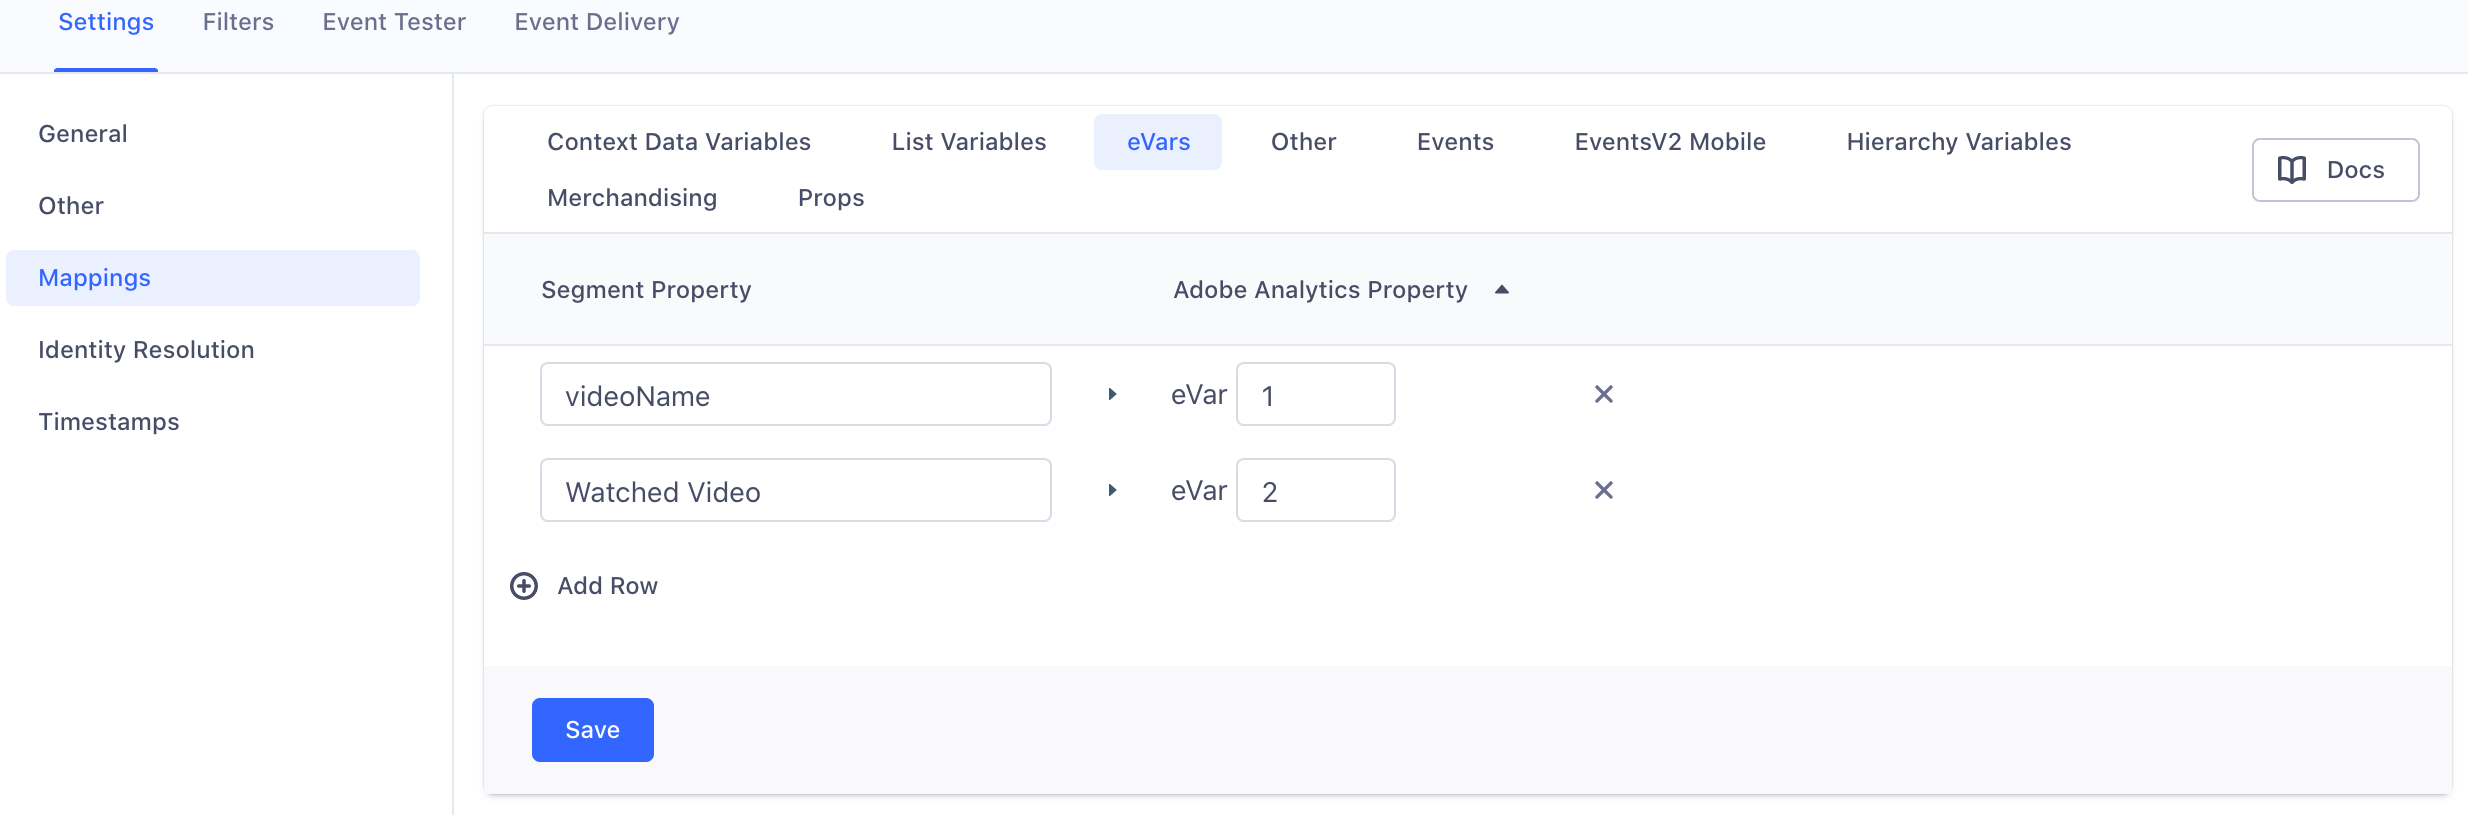 Settings Filters Event Tester Event Delivery
General
Other
Mappings
Identity Resolution
Timestamps
Context Data Variables List Variables eVars Other Events EventsV2 Mobile Hierarchy Variables
Merchandising Props
Docs
Segment Property Adobe Analytics Property
videoName eVar 1
Watched Video eVar 2
Add Row
Save